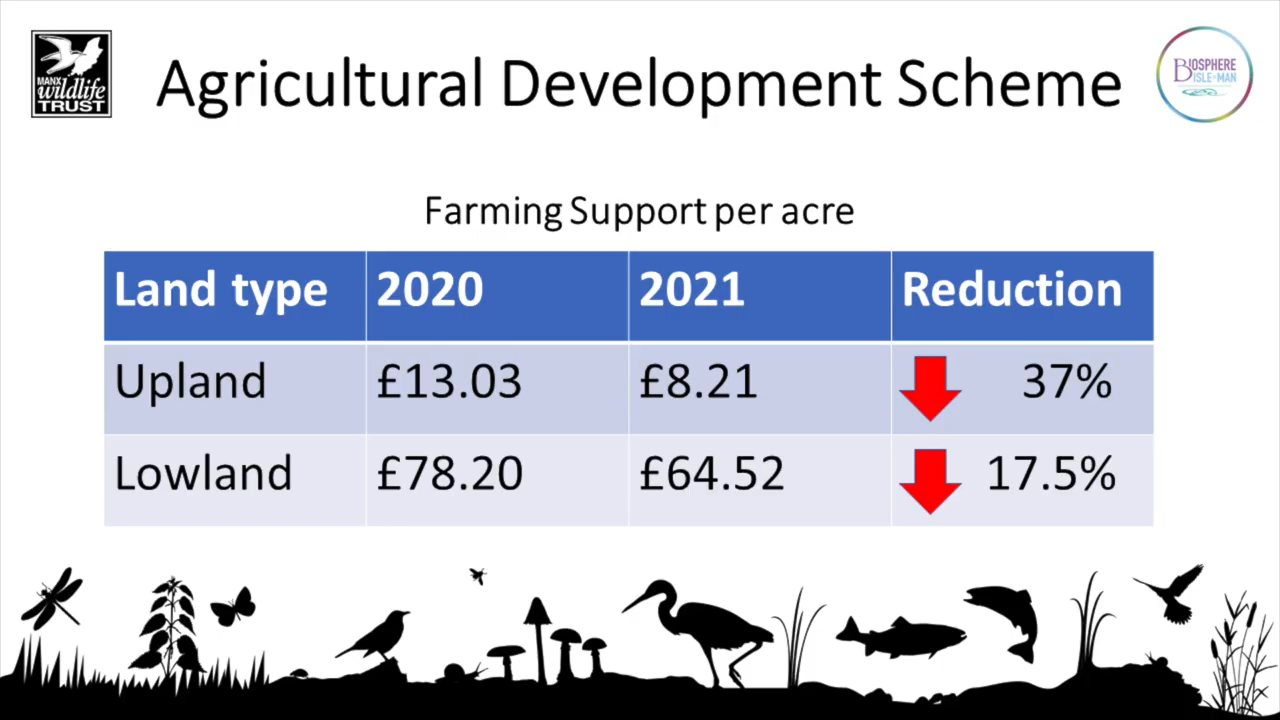 MANX
wildlife
TRUST
Agricultural Development Scheme
BIOSPHERE
ISLE of MAN
Farming Support per acre
Land type 2020 2021 Reduction
Upland £13.03 £8.21 37%
Lowland £78.20 £64.52 17.5%